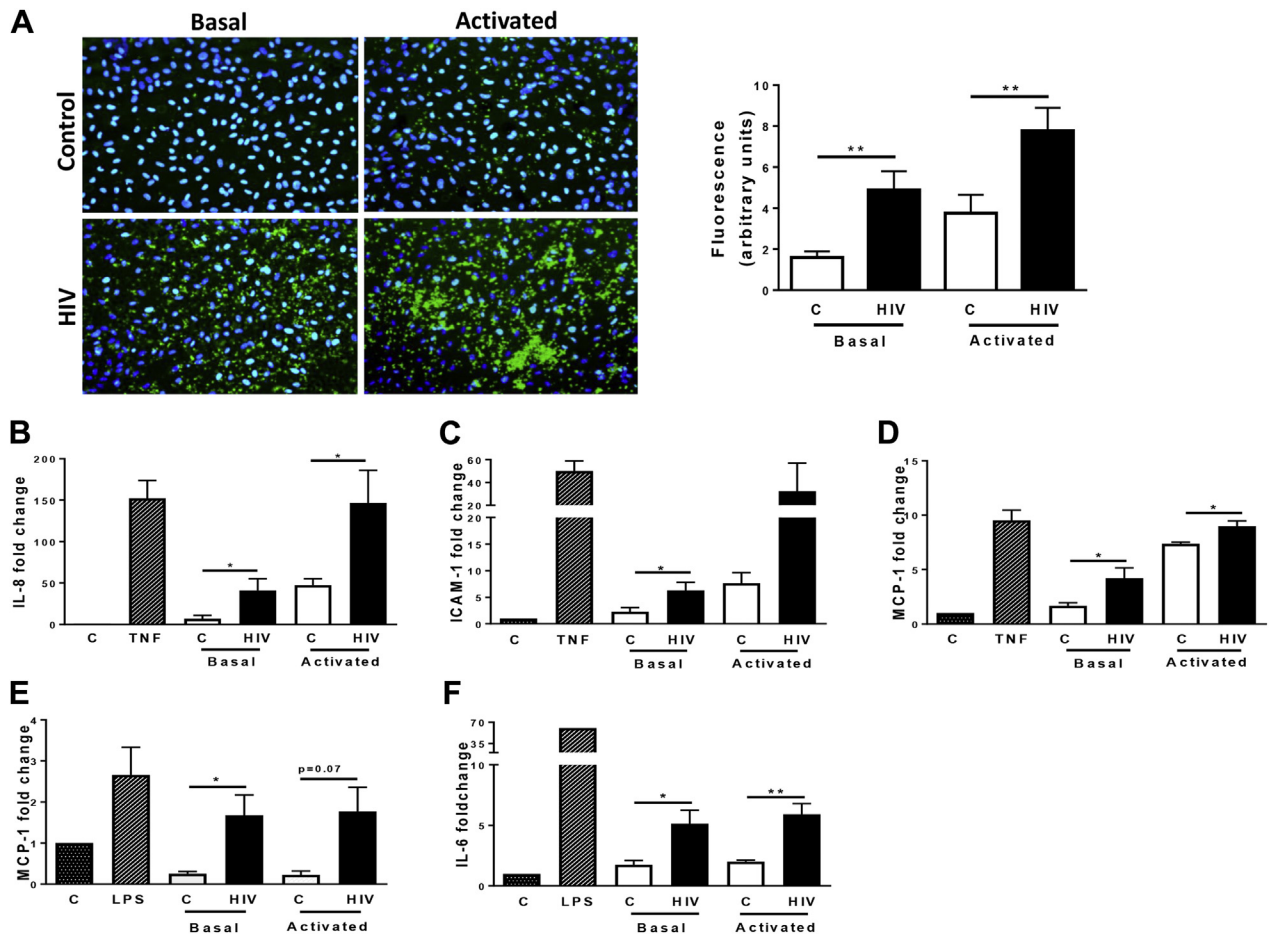 A
Basal
Activated
Control
HIV
Fluorescence
(arbitrary units)
10
8
6
4
2
0
**
**
C
HIV
C
HIV
Basal
Activated
B
IL-8 fold change
200
150
100
50
0
*
*
C
TNF
C
HIV
C
HIV
Basal
Activated
C
ICAM-1 fold change
60
40
20
20
15
10
5
0
*
C
TNF
C
HIV
C
HIV
Basal
Activated
D
MCP-1 fold change
15
10
5
0
*
*
C
TNF
C
HIV
C
HIV
Basal
Activated
E
MCP-1 fold change
4
3
2
1
0
*
p=0.07
C
LPS
C
HIV
C
HIV
Basal
Activated
F
IL-6 foldchange
70
35
10
5
0
*
**
C
LPS
C
HIV
C
HIV
Basal
Activated